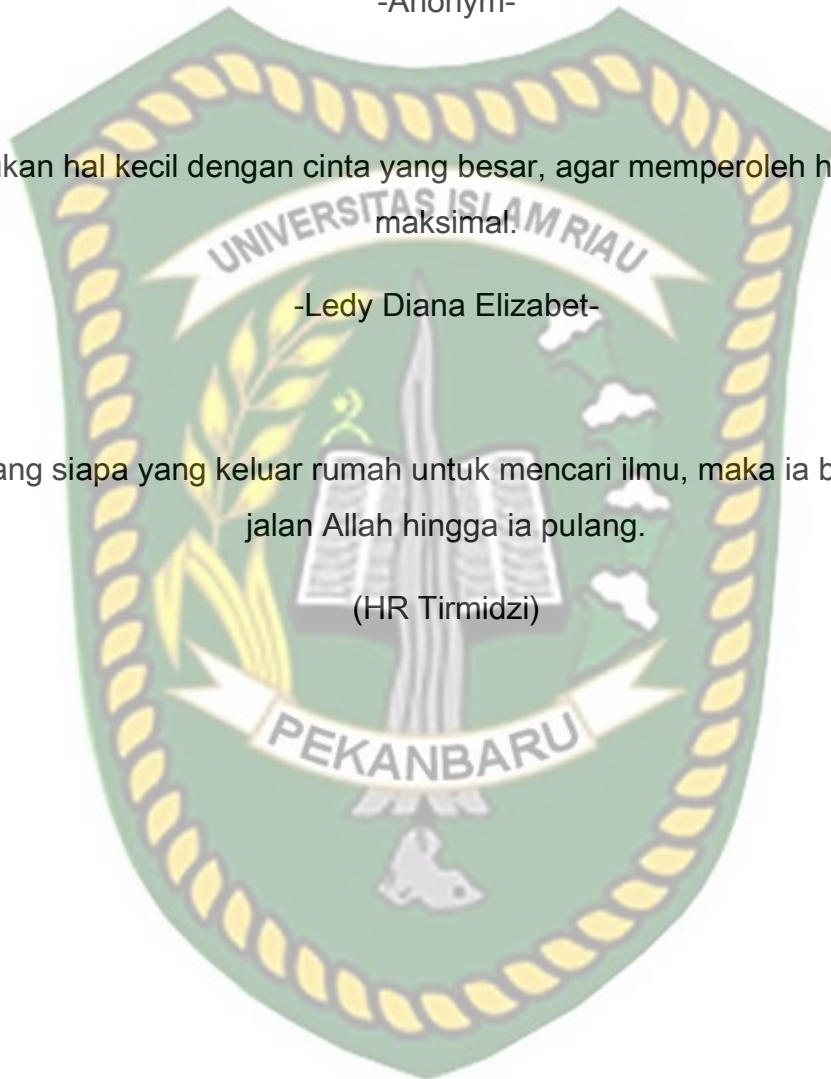 -Anonym-
kan hal kecil dengan cinta yang besar, agar memperoleh h
maksimal.
UNIVERSITAS ISLAM RIAU
-Ledy Diana Elizabet-
ang siapa yang keluar rumah untuk mencari ilmu, maka ia b
jalan Allah hingga ia pulang.
(HR Tirmidzi)
PEKANBARU